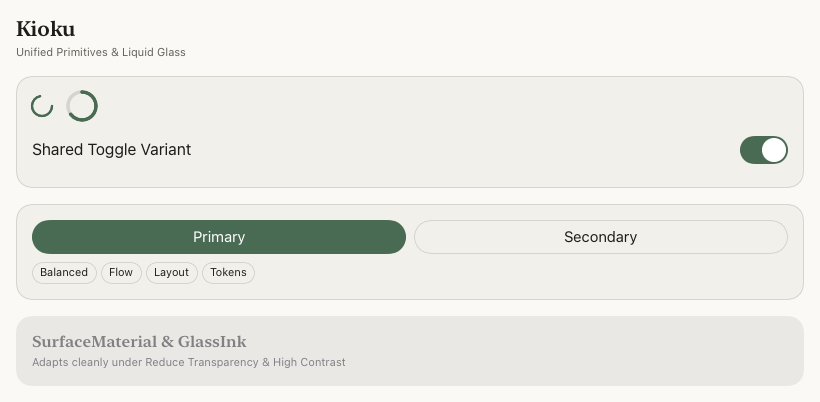 Kioku
Unified Primitives & Liquid Glass
Shared Toggle Variant
Primary
Secondary
Balanced
Flow
Layout
Tokens
SurfaceMaterial & GlassInk
Adapts cleanly under Reduce Transparency & High Contrast